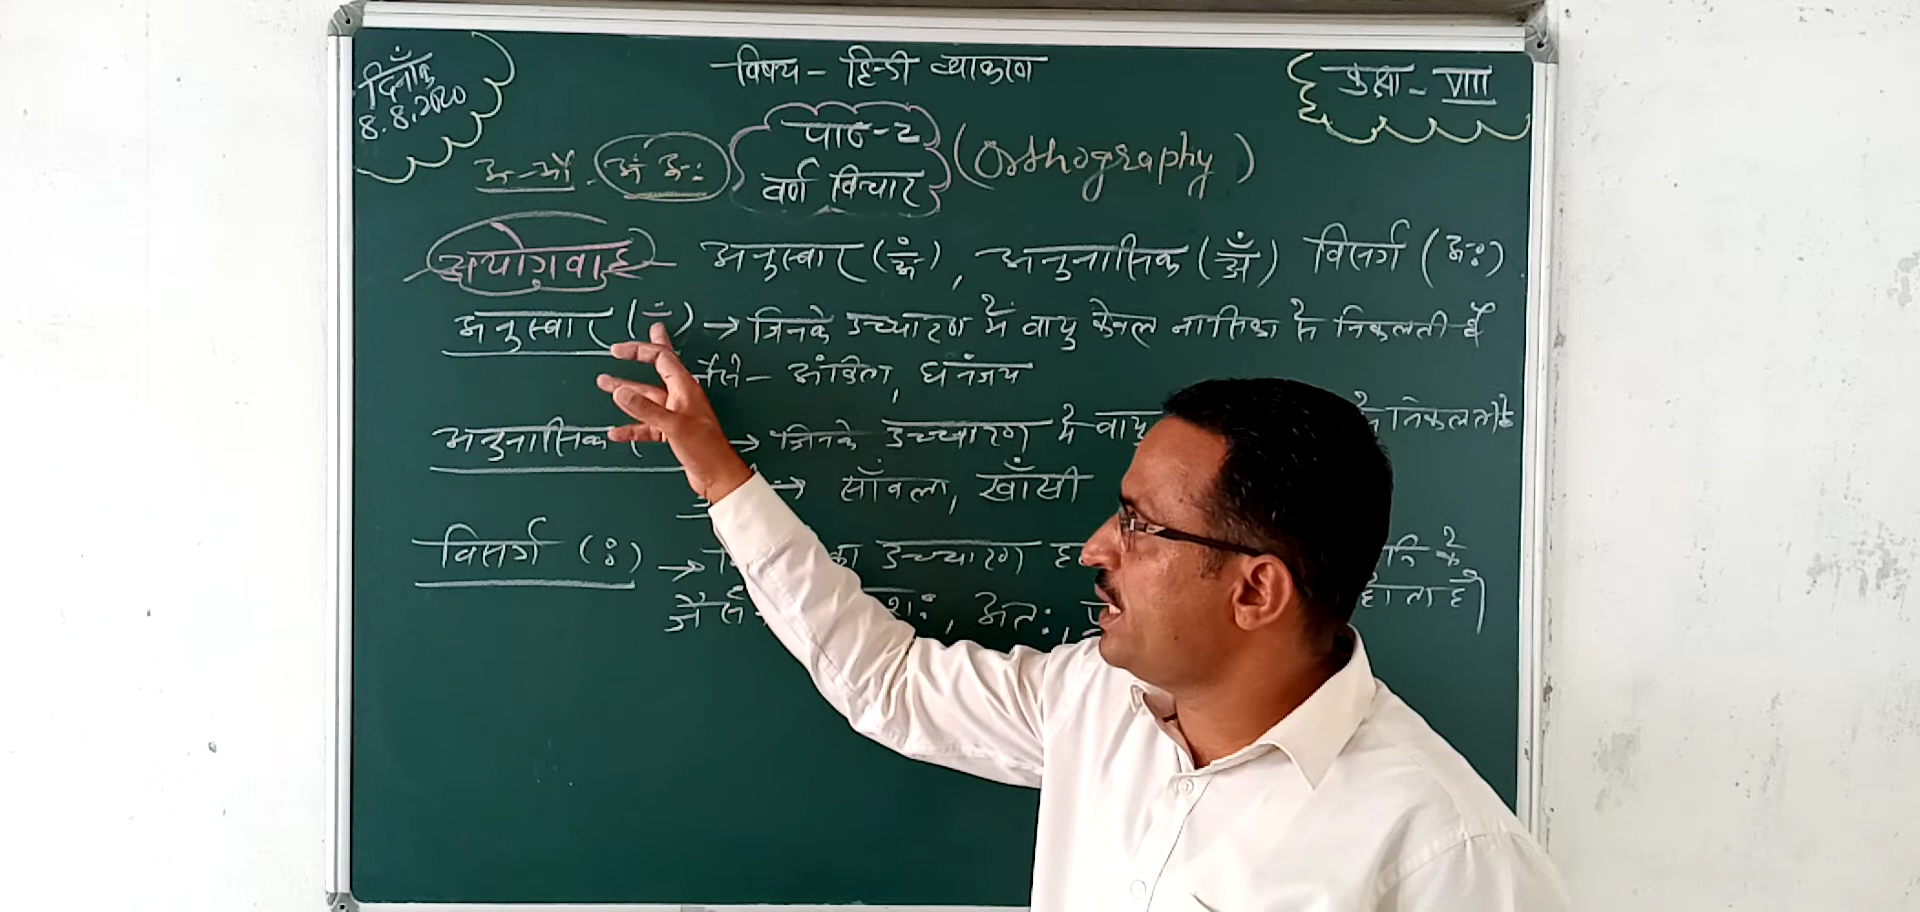 दिनाँक
8.8.2020
विषय - हिन्दी व्याकरण
कक्षा - VIII
अ-औ - अं अः
पाठ-2
वर्ण विचार
(Orthography)
अयोगवाह अनुस्वार (अं), अनुनासिक (अँ) विसर्ग (अः)
अनुस्वार (ं) → जिनके उच्चारण में वायु केवल नासिका से निकलती है
जैसे - अंकित, धनंजय
अनुनासिक ( → जिनके उच्चारण में वायु निकलती है
→ साँवला, खाँसी
विसर्ग (ः) → का उच्चारण के
जैसे अतः, होता है|